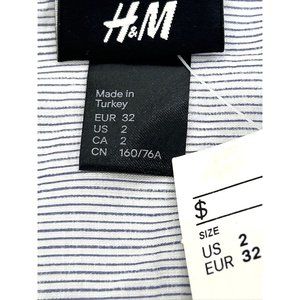 H&M
Made in
Turkey
EUR 32
US 2
CA 2
CN 160/76A
$
SIZE
US 2
EUR 32